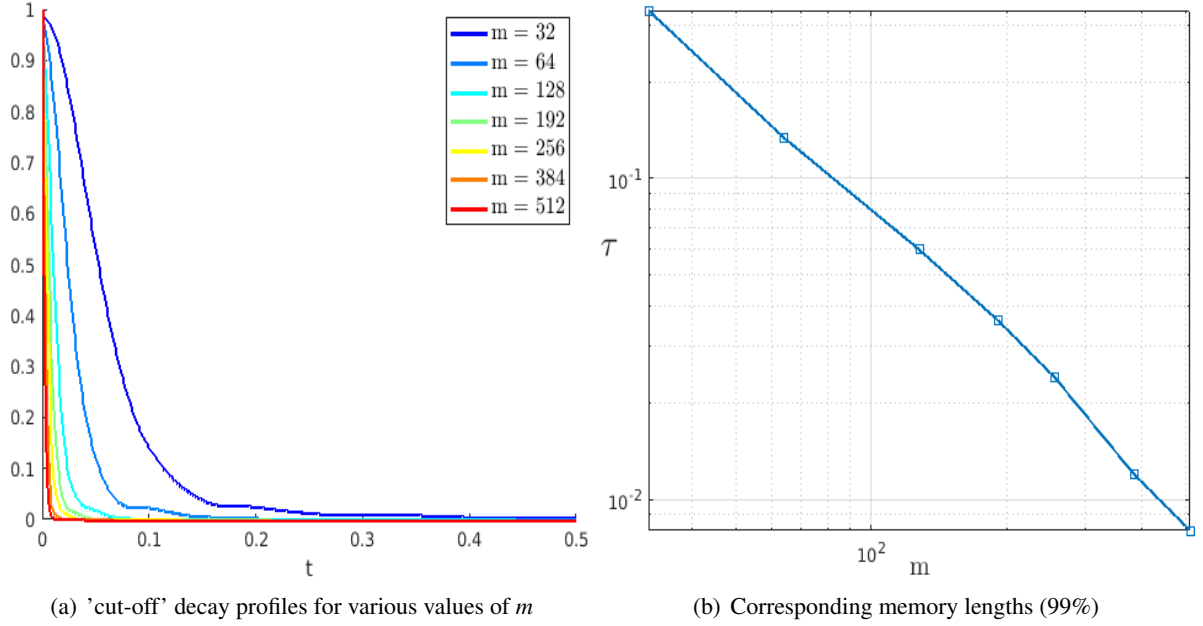 1
0.9
0.8
0.7
0.6
0.5
0.4
0.3
0.2
0.1
0
0 0.1 0.2 0.3 0.4 0.5
t
m = 32
m = 64
m = 128
m = 192
m = 256
m = 384
m = 512
(a) 'cut-off' decay profiles for various values of m
10⁻¹
τ
10⁻²
10²
m
(b) Corresponding memory lengths (99%)